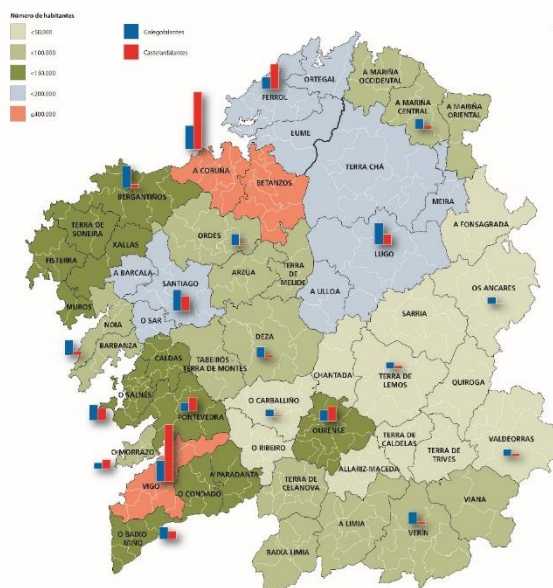 Número de habitantes
<50.000
<100.000
<150.000
<200.000
≤400.000
Galegofalantes
Castelanfalantes
FERROL
ORTEGAL
EUME
A MARIÑA
OCCIDENTAL
A MARIÑA
CENTRAL
A MARIÑA
ORIENTAL
A CORUÑA
BETANZOS
TERRA CHÁ
MEIRA
A FONSAGRADA
BERGANTIÑOS
TERRA DE
SONEIRA
XALLAS
FISTERRA
MUROS
ORDES
ARZÚA
TERRA
DE
MELIDE
LUGO
A ULLOA
A BARCALA
SANTIAGO
O SAR
NOIA
BARBANZA
OS ANCARES
SARRIA
DEZA
CALDAS
TABEIRÓS
TERRA DE MONTES
CHANTADA
TERRA
DE LEMOS
QUIROGA
O SALNÉS
PONTEVEDRA
O CARBALLIÑO
OURENSE
O MORRAZO
O RIBEIRO
TERRA DE
CALDELAS
TERRA DE
TRIVES
VALDEORRAS
ALLARIZ-MACEDA
VIGO
A PARADANTA
O CONDADO
TERRA DE
CELANOVA
VIANA
A LIMIA
VERÍN
BAIXA LIMIA
O BAIXO
MIÑO